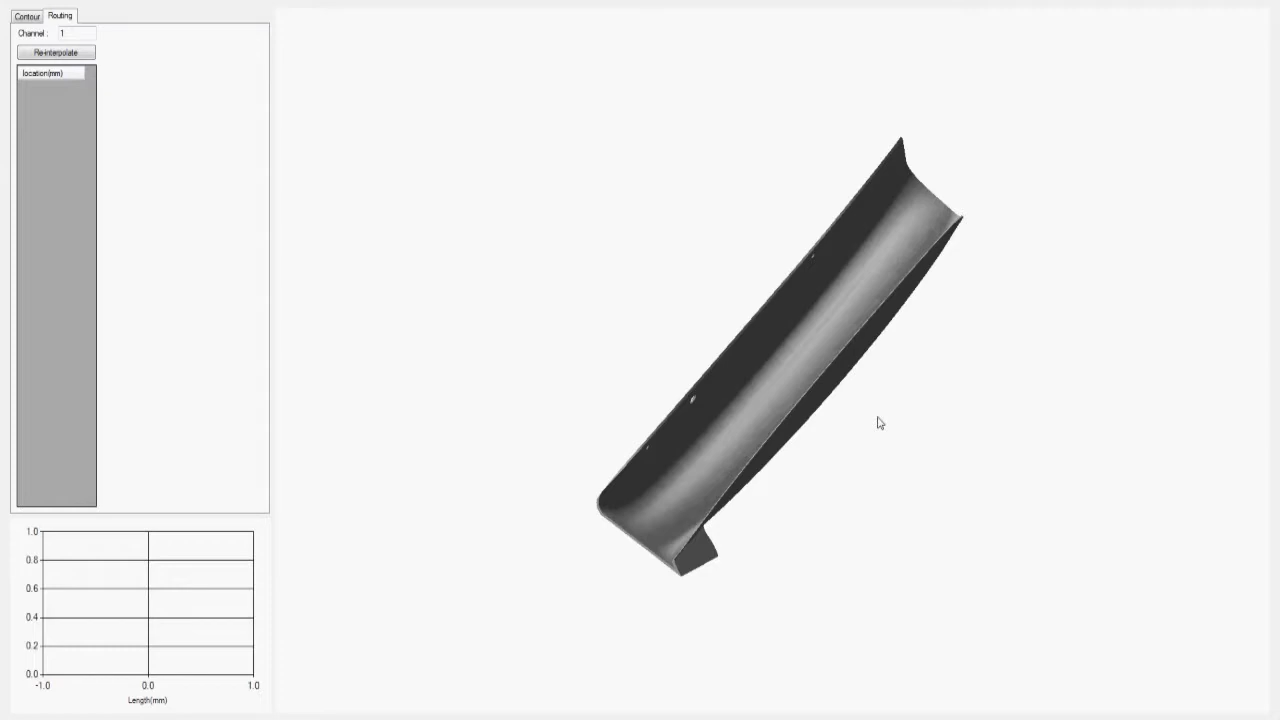 Contour Routing
Channel : 1
Re-interpolate
location(mm)
1.0
0.8
0.6
0.4
0.2
0.0
-1.0 0.0 1.0
Length(mm)